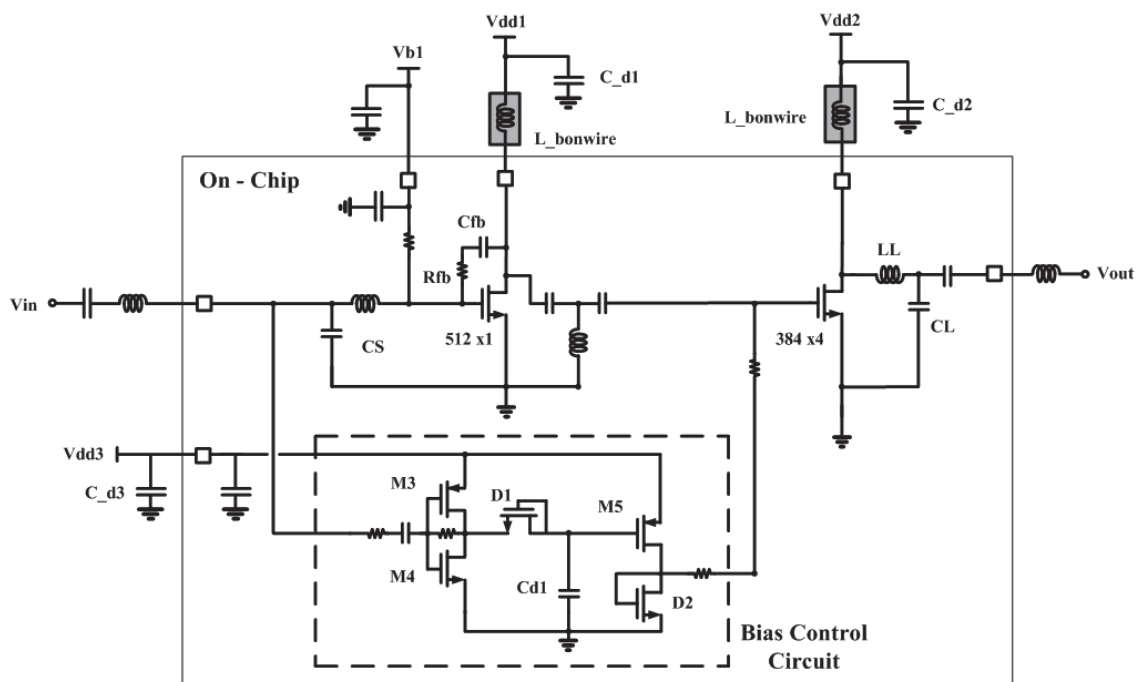 Vdd1
Vdd2
Vb1
C_d1
C_d2
L_bonwire
L_bonwire
On - Chip
Cfb
LL
Rfb
Vin
Vout
CS
512 x1
384 x4
CL
Vdd3
C_d3
M3
D1
M5
M4
Cd1
D2
Bias Control
Circuit